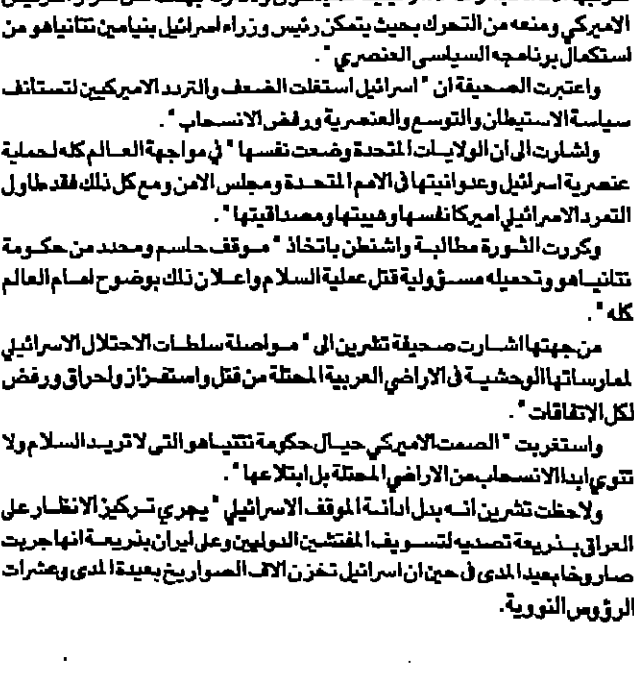 الاميركي ومنعه من التحرك بحيث يتمكن رئيس وزراء اسرائيل بنيامين نتانياهو من
استكمال برنامجه السياسي العنصري".
واعتبرت الصحيفة ان "اسرائيل استغلت الضعف والتردد الاميركيين لتستأنف
سياسة الاستيطان والتوسع والعنصرية ورفض الانسحاب".
واشارت الى ان الولايات المتحدة وضعت نفسها "في مواجهة العالم كله لحماية
عنصرية اسرائيل وعدوانيتها في الامم المتحدة ومجلس الامن ومع كل ذلك فقد طاول
التمرد الاسرائيلي اميركا نفسها وهيبتها ومصداقيتها".
وكررت الثورة مطالبة واشنطن باتخاذ "موقف حاسم ومحدد من حكومة
نتانياهو وتحميله مسؤولية قتل عملية السلام واعلان ذلك بوضوح امام العالم
كله".
من جهتها اشارت صحيفة تشرين الى "مواصلة سلطات الاحتلال الاسرائيلي
لممارساتها الوحشية في الاراضي العربية المحتلة من قتل واستفزاز واحراق ورفض
لكل الاتفاقات".
واستغربت "الصمت الاميركي حيال حكومة نتنياهو التي لا تريد السلام ولا
تنوي ابدا الانسحاب من الاراضي المحتلة بل ابتلاعها".
ولاحظت تشرين انه بدل ادانة الموقف الاسرائيلي "يجري تركيز الانظار على
العراق بذريعة تصديه لتسويف المفتشين الدوليين وعلى ايران بذريعة انها جربت
صاروخا بعيد المدى في حين ان اسرائيل تخزن الاف الصواريخ بعيدة المدى وعشرات
الرؤوس النووية.